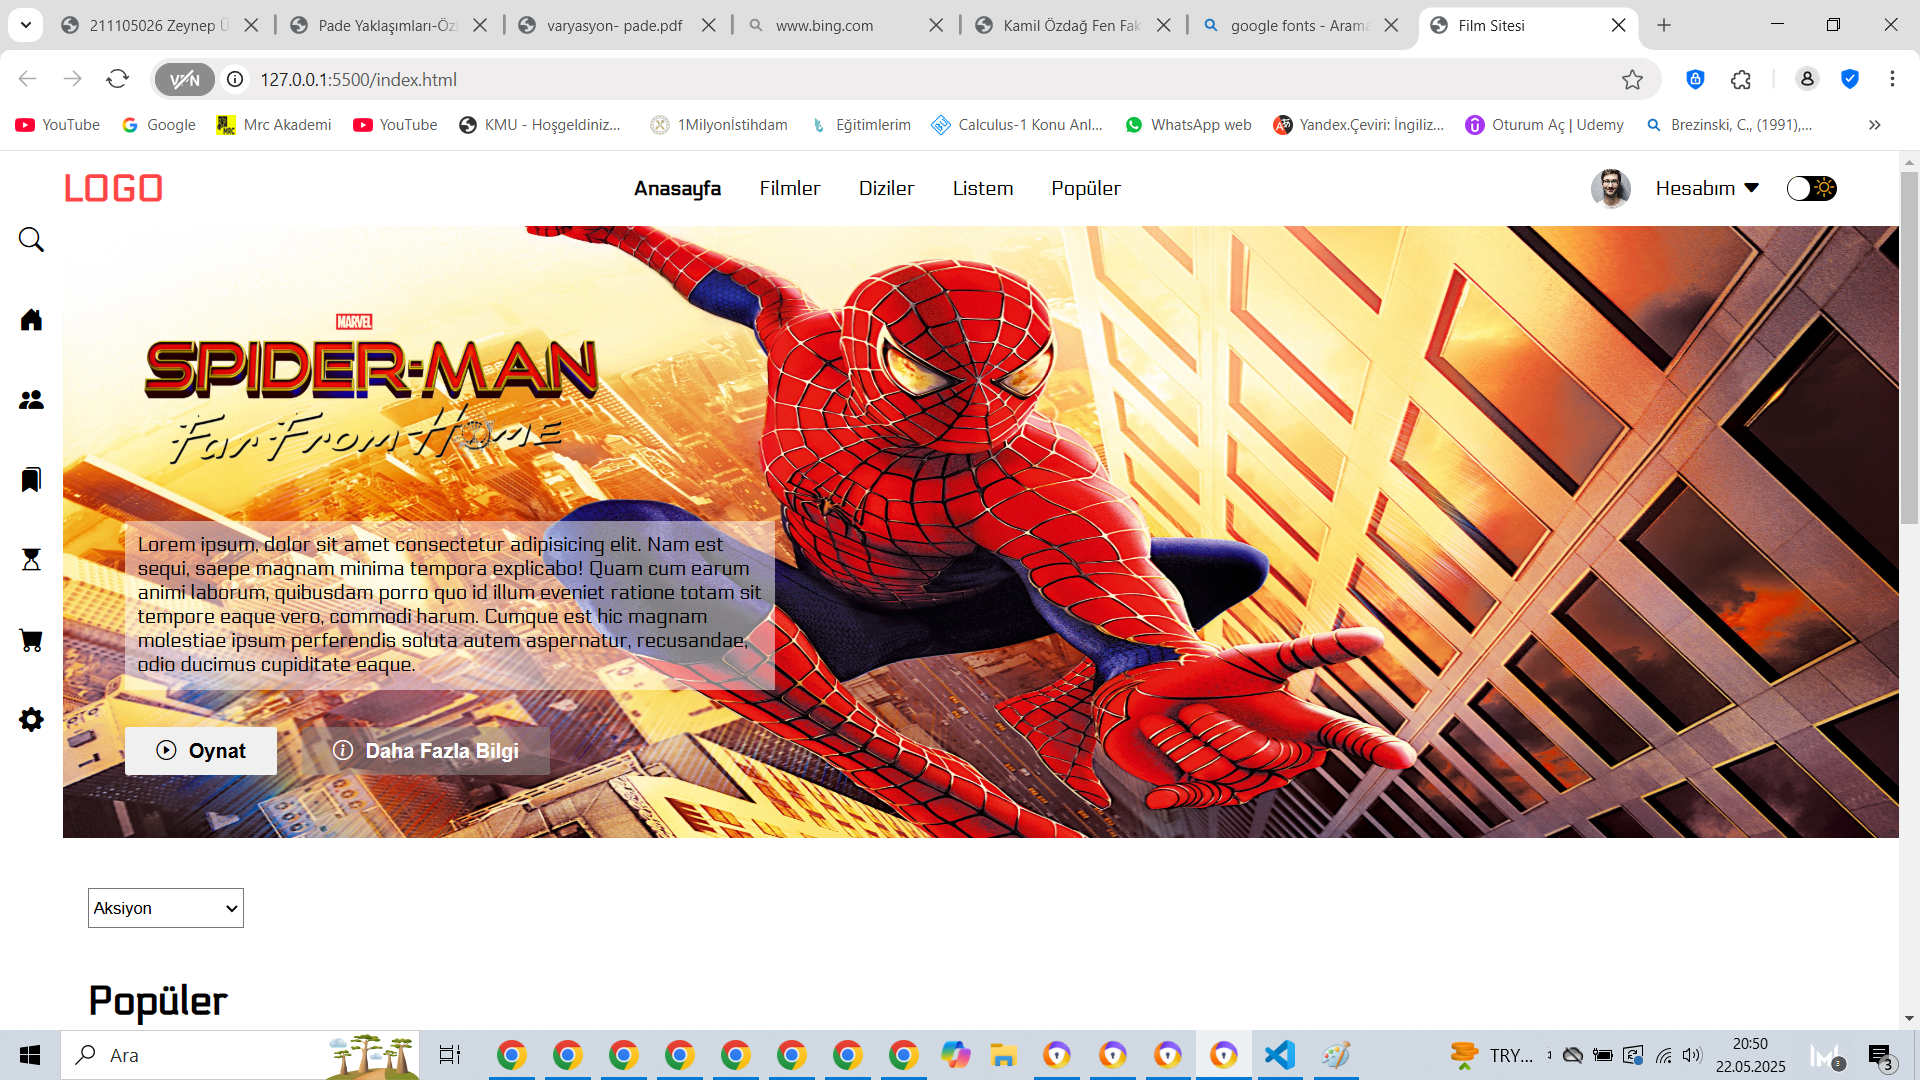 211105026 Zeynep Ü
Pade Yaklaşımları-Özl
varyasyon- pade.pdf
www.bing.com
Kamil Özdağ Fen Fak
google fonts - Arama
Film Sitesi
VPN
127.0.0.1:5500/index.html
YouTube
Google
Mrc Akademi
YouTube
KMU - Hoşgeldiniz...
1Milyonİstihdam
Eğitimlerim
Calculus-1 Konu Anl...
WhatsApp web
Yandex.Çeviri: İngiliz...
Oturum Aç | Udemy
Brezinski, C., (1991),...
LOGO
Anasayfa
Filmler
Diziler
Listem
Popüler
Hesabım
MARVEL
SPIDER-MAN
Far From Home
Lorem ipsum, dolor sit amet consectetur adipisicing elit. Nam est
sequi, saepe magnam minima tempora explicabo! Quam cum earum
animi laborum, quibusdam porro quo id illum eveniet ratione totam sit
tempore eaque vero, commodi harum. Cumque est hic magnam
molestiae ipsum perferendis soluta autem aspernatur, recusandae,
odio ducimus cupiditate eaque.
Oynat
Daha Fazla Bilgi
Aksiyon
Popüler
Ara
TRY...
20:50
22.05.2025
3